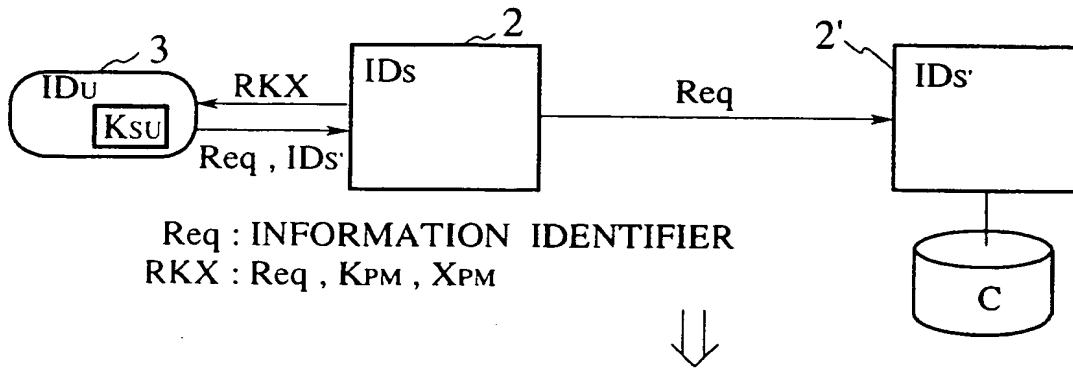 3
2
2'
IDU
KSU
RKX
Req , IDS'
IDS
Req
IDS'
Req : INFORMATION IDENTIFIER
RKX : Req , KPM , XPM
C